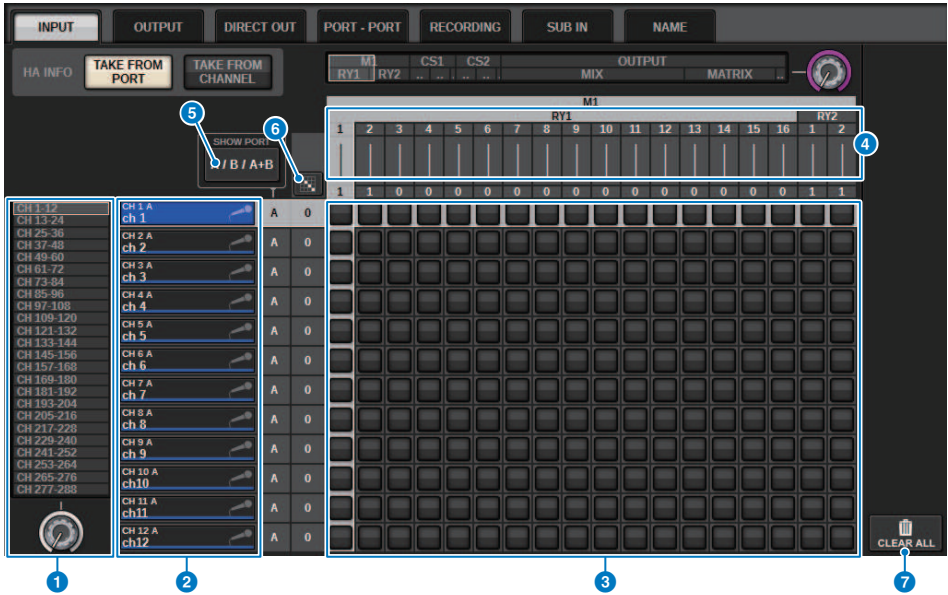 INPUT OUTPUT DIRECT OUT PORT - PORT RECORDING SUB IN NAME
HA INFO
TAKE FROM
PORT
TAKE FROM
CHANNEL
M1 CS1 CS2 OUTPUT
RY1 RY2 .. .. .. .. MIX MATRIX ..
M1
RY1 RY2
1 2 3 4 5 6 7 8 9 10 11 12 13 14 15 16 1 2
4
5
6
SHOW PORT
A / B / A+B
1 1 0 0 0 0 0 0 0 0 0 0 0 0 0 0 1 1
CH 1-12
CH 13-24
CH 25-36
CH 37-48
CH 49-60
CH 61-72
CH 73-84
CH 85-96
CH 97-108
CH 109-120
CH 121-132
CH 133-144
CH 145-156
CH 157-168
CH 169-180
CH 181-192
CH 193-204
CH 205-216
CH 217-228
CH 229-240
CH 241-252
CH 253-264
CH 265-276
CH 277-288
CH 1 A
ch 1 A 0
CH 2 A
ch 2 A 0
CH 3 A
ch 3 A 0
CH 4 A
ch 4 A 0
CH 5 A
ch 5 A 0
CH 6 A
ch 6 A 0
CH 7 A
ch 7 A 0
CH 8 A
ch 8 A 0
CH 9 A
ch 9 A 0
CH 10 A
ch10 A 0
CH 11 A
ch11 A 0
CH 12 A
ch12 A 0
CLEAR ALL
1 2 3 7